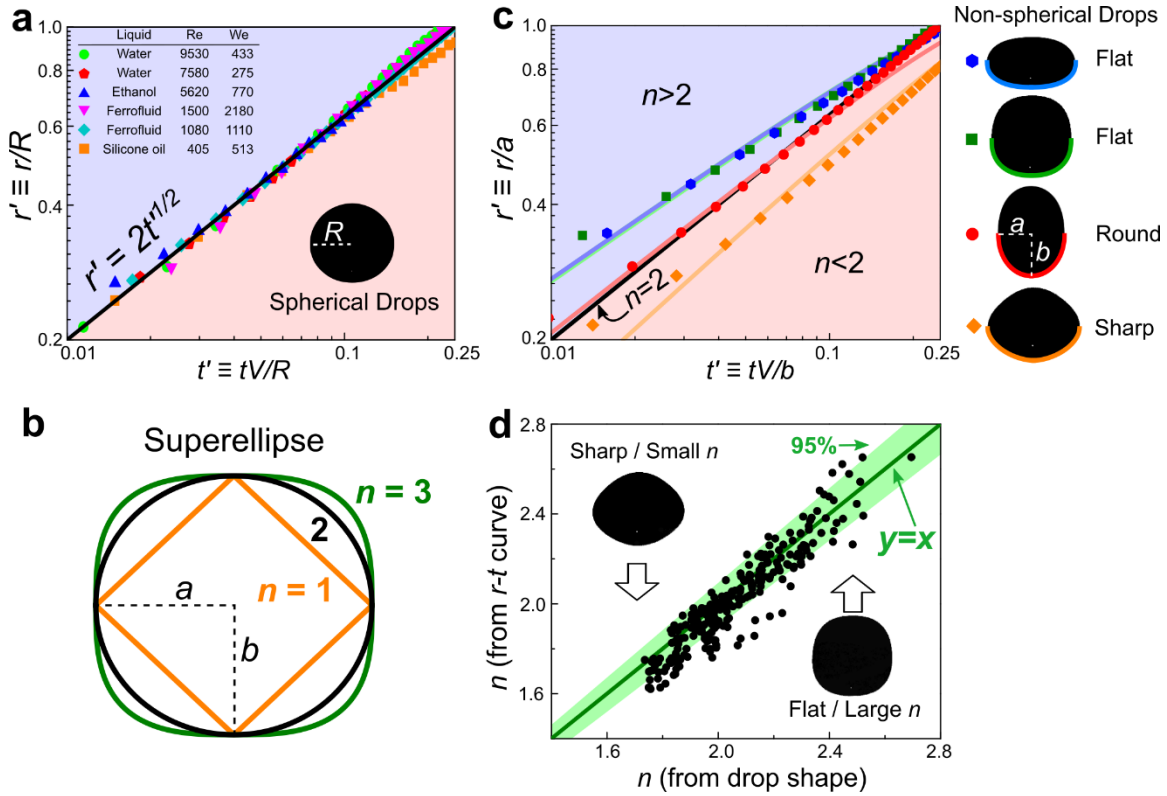 a
Liquid Re We
Water 9530 433
Water 7580 275
Ethanol 5620 770
Ferrofluid 1500 2180
Ferrofluid 1080 1110
Silicone oil 405 513
1.0
0.8
0.6
0.4
0.2
r' ≡ r/R
r' = 2t'^1/2
R
Spherical Drops
0.01 0.1 0.25
t' ≡ tV/R
c
1.0
0.8
0.6
0.4
0.2
r' ≡ r/a
n>2
n<2
n=2
0.01 0.1 0.25
t' ≡ tV/b
Non-spherical Drops
Flat
Flat
a
b
Round
Sharp
b
Superellipse
n = 3
2
n = 1
a
b
d
2.8
2.4
2.0
1.6
n (from r-t curve)
Sharp / Small n
95%
y=x
Flat / Large n
1.6 2.0 2.4 2.8
n (from drop shape)